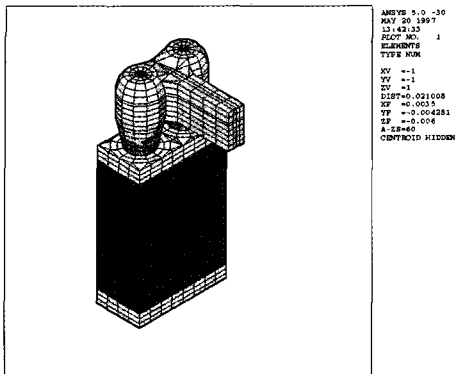 ANSYS 5.0 -30
MAY 20 1997
13:42:35
PLOT NO. 1
ELEMENTS
TYPE NUM
XV =-1
YV =-1
ZV =1
DIST=0.021008
XF =0.0035
YF =-0.004281
ZF =-0.006
A-ZS=60
CENTROID HIDDEN